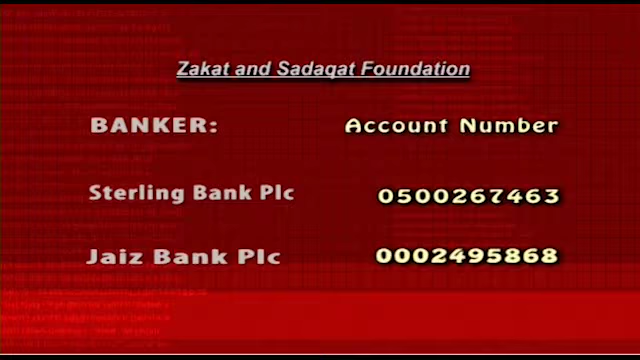 Zakat and Sadaqat Foundation
BANKER: Account Number
Sterling Bank Plc 0500267463
Jaiz Bank Plc 0002495868